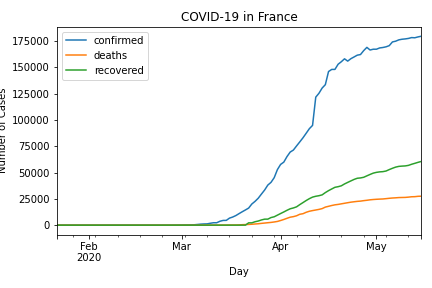 COVID-19 in France
confirmed
deaths
recovered
175000
150000
125000
100000
75000
50000
25000
0
Number of Cases
Feb
2020
Mar
Apr
May
Day